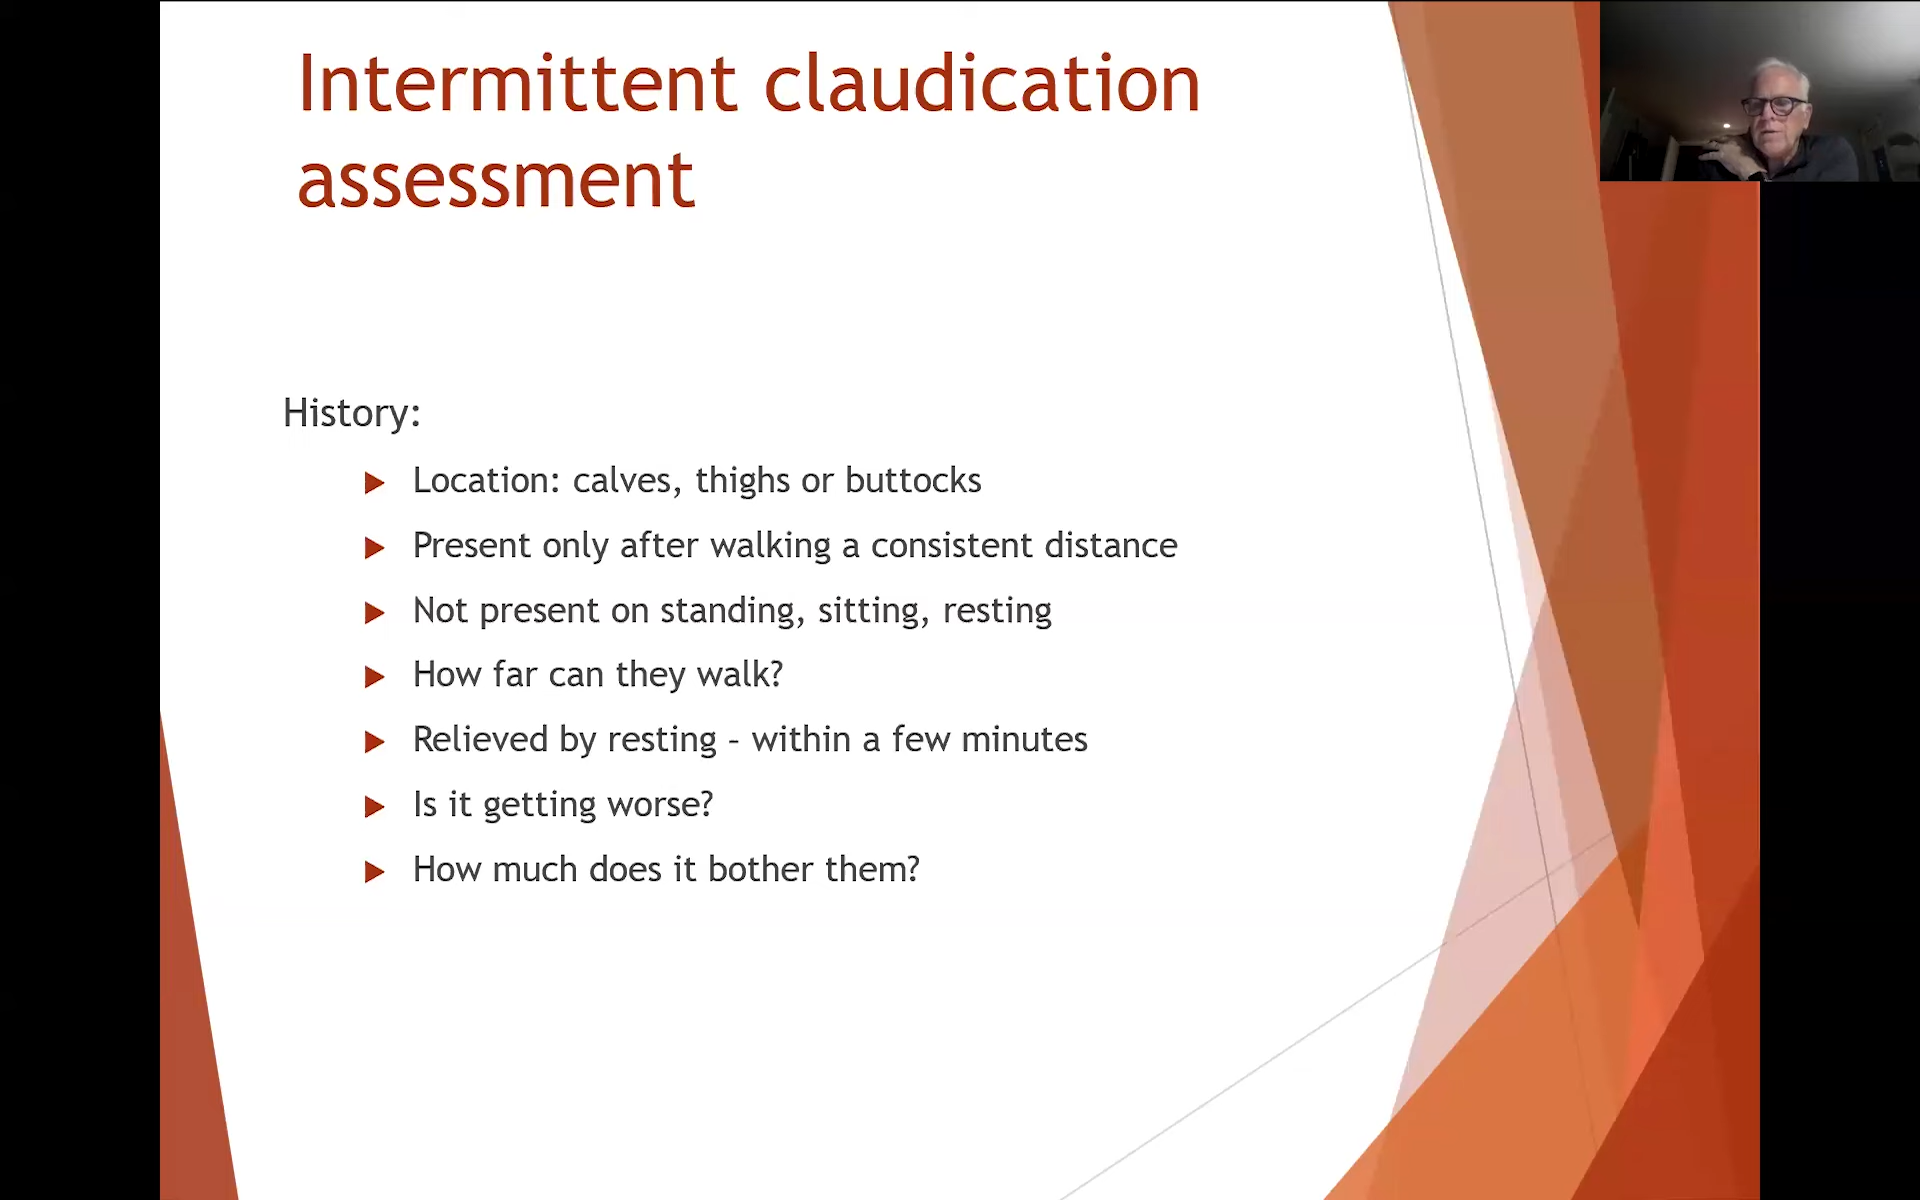 Intermittent claudication
assessment
History:
Location: calves, thighs or buttocks
Present only after walking a consistent distance
Not present on standing, sitting, resting
How far can they walk?
Relieved by resting – within a few minutes
Is it getting worse?
How much does it bother them?